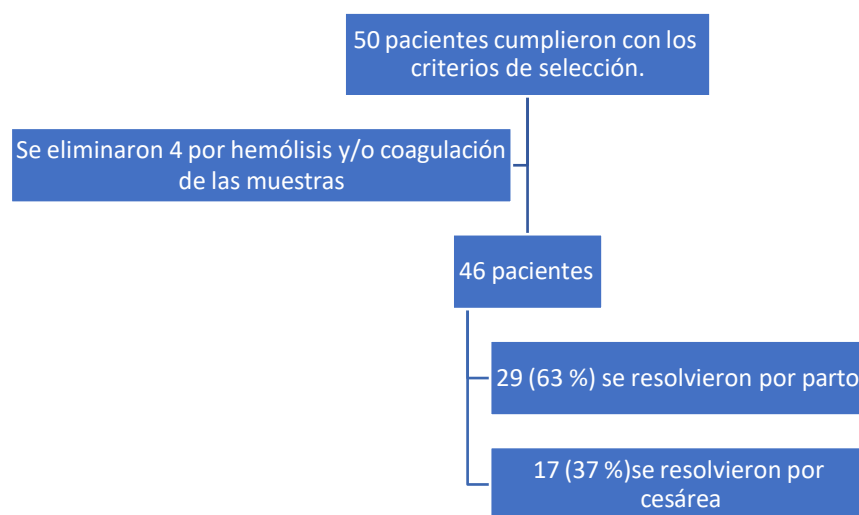 50 pacientes cumplieron con los
criterios de selección.
Se eliminaron 4 por hemólisis y/o coagulación
de las muestras
46 pacientes
29 (63 %) se resolvieron por parto
17 (37 %)se resolvieron por
cesárea